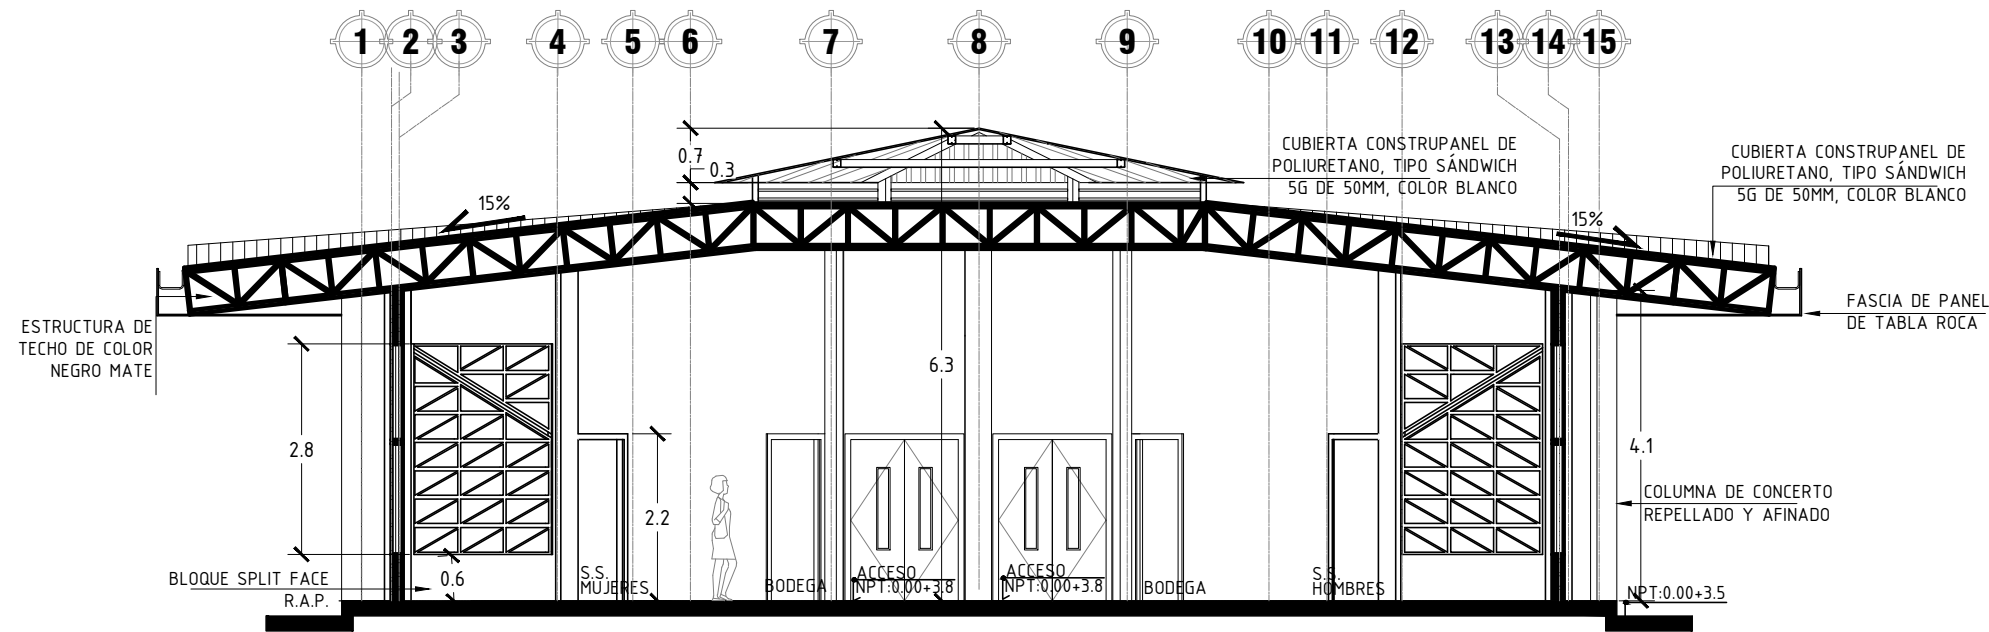 1 2 3 4 5 6 7 8 9 10 11 12 13 14 15
CUBIERTA CONSTRUPANEL DE
POLIURETANO, TIPO SÁNDWICH
5G DE 50MM, COLOR BLANCO
CUBIERTA CONSTRUPANEL DE
POLIURETANO, TIPO SÁNDWICH
5G DE 50MM, COLOR BLANCO
0.7
0.3
15%
15%
ESTRUCTURA DE
TECHO DE COLOR
NEGRO MATE
FASCIA DE PANEL
DE TABLA ROCA
6.3
2.8
4.1
2.2
COLUMNA DE CONCERTO
REPELLADO Y AFINADO
BLOQUE SPLIT FACE
R.A.P.
0.6
S.S.
MUJERES
BODEGA
ACCESO
NPT:0.00+3.8
ACCESO
NPT:0.00+3.8
BODEGA
S.S.
HOMBRES
NPT:0.00+3.5